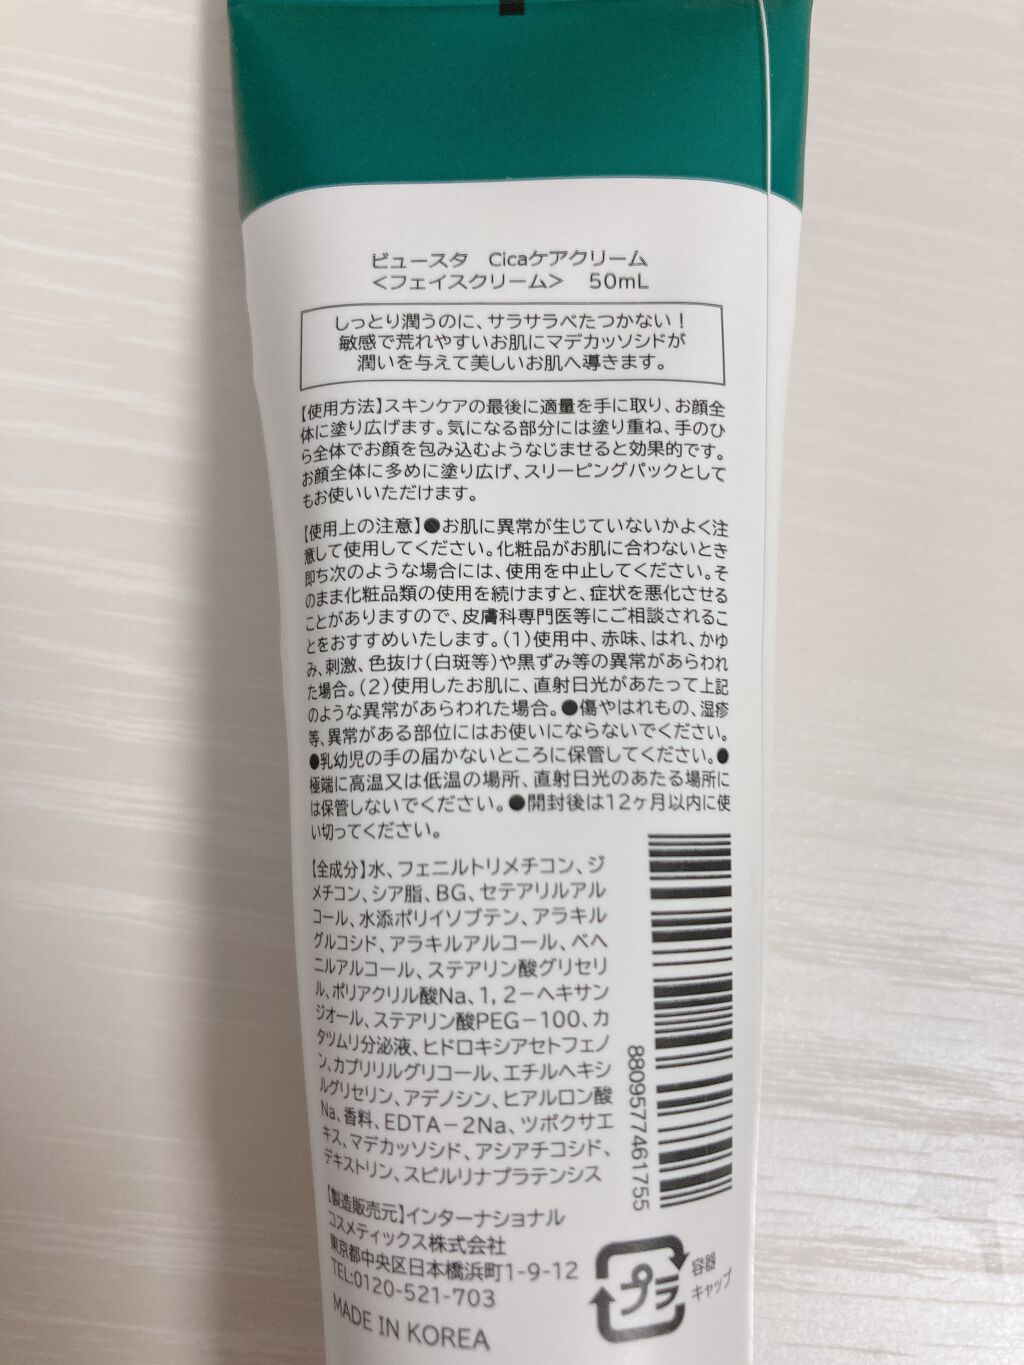 ビュースタ　Cicaケアクリーム
＜フェイスクリーム＞　50mL
しっとり潤うのに、サラサラべたつかない！
敏感で荒れやすいお肌にマデカッソシドが
潤いを与えて美しいお肌へ導きます。
【使用方法】スキンケアの最後に適量を手に取り、お顔全
体に塗り広げます。気になる部分には塗り重ね、手のひ
ら全体でお顔を包み込むようなじませると効果的です。
お顔全体に多めに塗り広げ、スリーピングパックとして
もお使いいただけます。
【使用上の注意】●お肌に異常が生じていないかよく注
意して使用してください。化粧品がお肌に合わないとき
即ち次のような場合には、使用を中止してください。そ
のまま化粧品類の使用を続けますと、症状を悪化させる
ことがありますので、皮膚科専門医等にご相談されるこ
とをおすすめいたします。(1)使用中、赤味、はれ、かゆ
み、刺激、色抜け(白斑等)や黒ずみ等の異常があらわれ
た場合。(2)使用したお肌に、直射日光があたって上記
のような異常があらわれた場合。●傷やはれもの、湿疹
等、異常がある部位にはお使いにならないでください。
●乳幼児の手の届かないところに保管してください。●
極端に高温又は低温の場所、直射日光のあたる場所に
は保管しないでください。●開封後は12ヶ月以内に使
い切ってください。
【全成分】水、フェニルトリメチコン、ジ
メチコン、シア脂、BG、セテアリルアル
コール、水添ポリイソブテン、アラキル
グルコシド、アラキルアルコール、ベヘ
ニルアルコール、ステアリン酸グリセリ
ル、ポリアクリル酸Na、1，2－ヘキサン
ジオール、ステアリン酸PEG－100、カ
タツムリ分泌液、ヒドロキシアセトフェノ
ン、カプリリルグリコール、エチルヘキシ
ルグリセリン、アデノシン、ヒアルロン酸
Na、香料、EDTA－2Na、ツボクサエ
キス、マデカッソシド、アシアチコシド、
デキストリン、スピルリナプラテンシス
8809577461755
【製造販売元】インターナショナル
コスメティックス株式会社
東京都中央区日本橋浜町1-9-12
TEL:0120-521-703
MADE IN KOREA
プラ
容器
キャップ